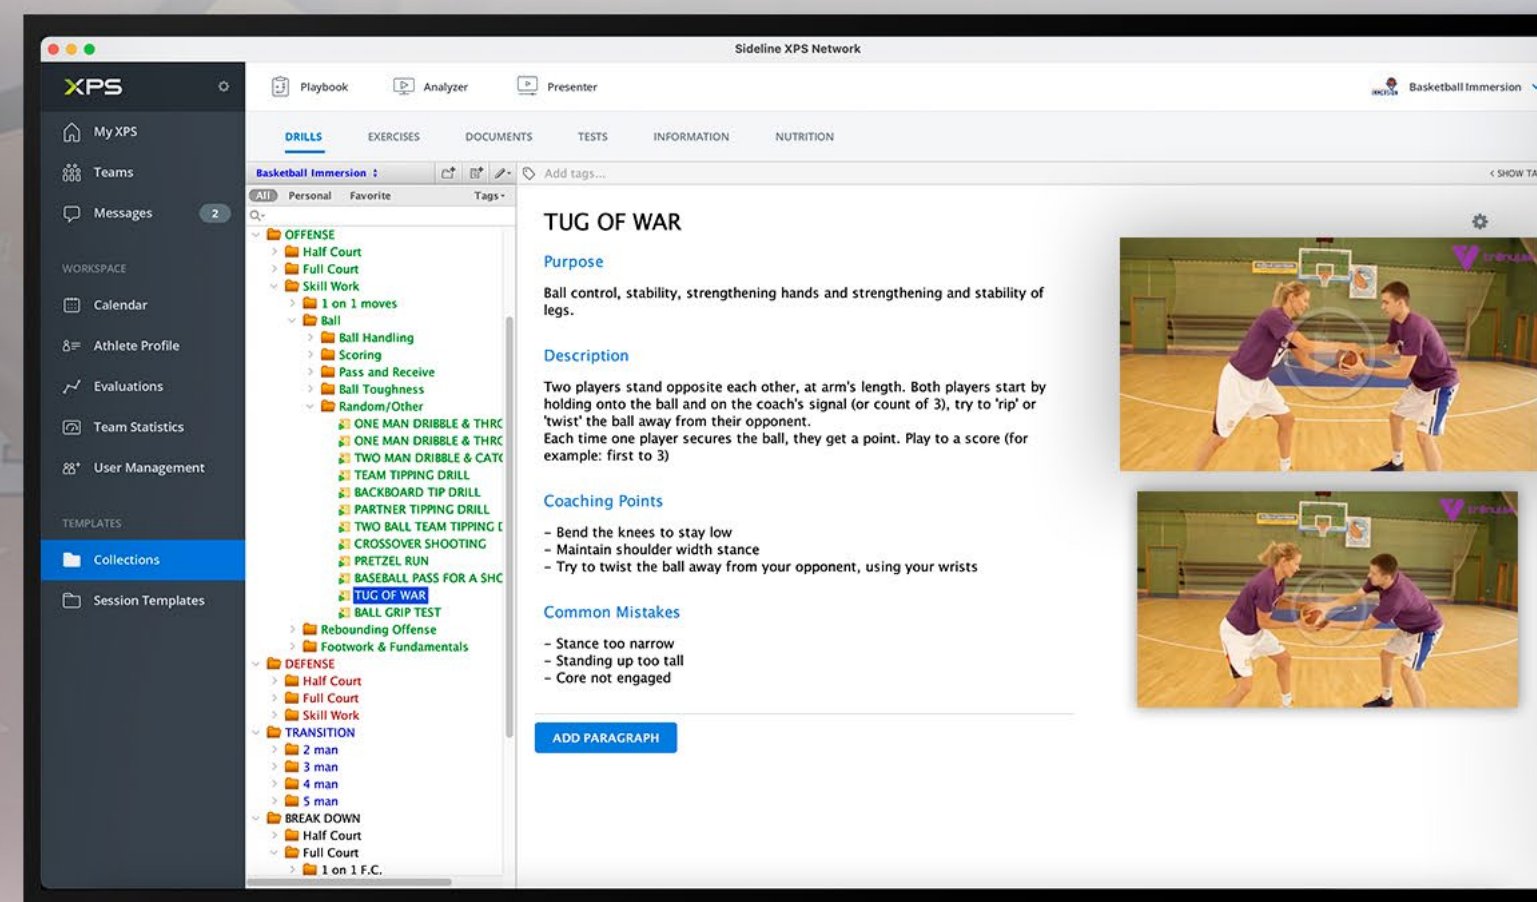 Sideline XPS Network
XPS
Playbook
Analyzer
Presenter
Basketball Immersion
My XPS
Teams
Messages
2
WORKSPACE
Calendar
Athlete Profile
Evaluations
Team Statistics
User Management
TEMPLATES
Collections
Session Templates
DRILLS
EXERCISES
DOCUMENTS
TESTS
INFORMATION
NUTRITION
Basketball Immersion
Add tags...
< SHOW TA
All
Personal
Favorite
Tags
OFFENSE
Half Court
Full Court
Skill Work
1 on 1 moves
Ball
Ball Handling
Scoring
Pass and Receive
Ball Toughness
Random/Other
ONE MAN DRIBBLE & THRC
ONE MAN DRIBBLE & THRC
TWO MAN DRIBBLE & CATC
TEAM TIPPING DRILL
BACKBOARD TIP DRILL
PARTNER TIPPING DRILL
TWO BALL TEAM TIPPING D
CROSSOVER SHOOTING
PRETZEL RUN
BASEBALL PASS FOR A SHC
TUG OF WAR
BALL GRIP TEST
Rebounding Offense
Footwork & Fundamentals
DEFENSE
Half Court
Full Court
Skill Work
TRANSITION
2 man
3 man
4 man
5 man
BREAK DOWN
Half Court
Full Court
1 on 1 F.C.
TUG OF WAR
Purpose
Ball control, stability, strengthening hands and strengthening and stability of
legs.
Description
Two players stand opposite each other, at arm's length. Both players start by
holding onto the ball and on the coach's signal (or count of 3), try to 'rip' or
'twist' the ball away from their opponent.
Each time one player secures the ball, they get a point. Play to a score (for
example: first to 3)
Coaching Points
– Bend the knees to stay low
– Maintain shoulder width stance
– Try to twist the ball away from your opponent, using your wrists
Common Mistakes
– Stance too narrow
– Standing up too tall
– Core not engaged
ADD PARAGRAPH